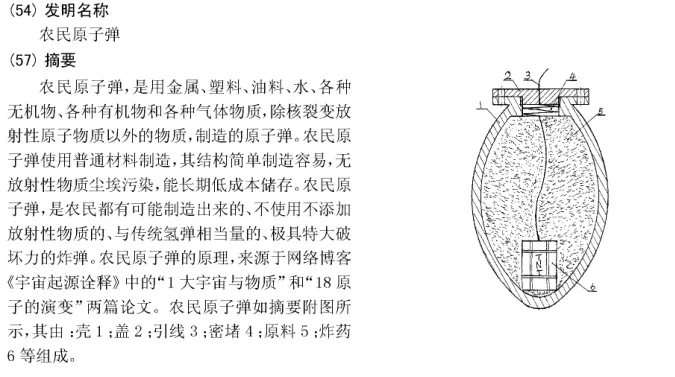 (54) 发明名称
农民原子弹
(57) 摘要
农民原子弹,是用金属、塑料、油料、水、各种
无机物、各种有机物和各种气体物质,除核裂变放
射性原子物质以外的物质,制造的原子弹。农民原
子弹使用普通材料制造,其结构简单制造容易,无
放射性物质尘埃污染,能长期低成本储存。农民原
子弹,是农民都有可能制造出来的、不使用不添加
放射性物质的、与传统氢弹相当量的、极具特大破
坏力的炸弹。农民原子弹的原理,来源于网络博客
《宇宙起源诠释》中的“1 大宇宙与物质”和“18 原
子的演变”两篇论文。农民原子弹如摘要附图所
示,其由 :壳 1 ;盖 2 ;引线 3 ;密堵 4 ;原料 5 ;炸药
6 等组成。
2 3 4
1 5
TNT
6